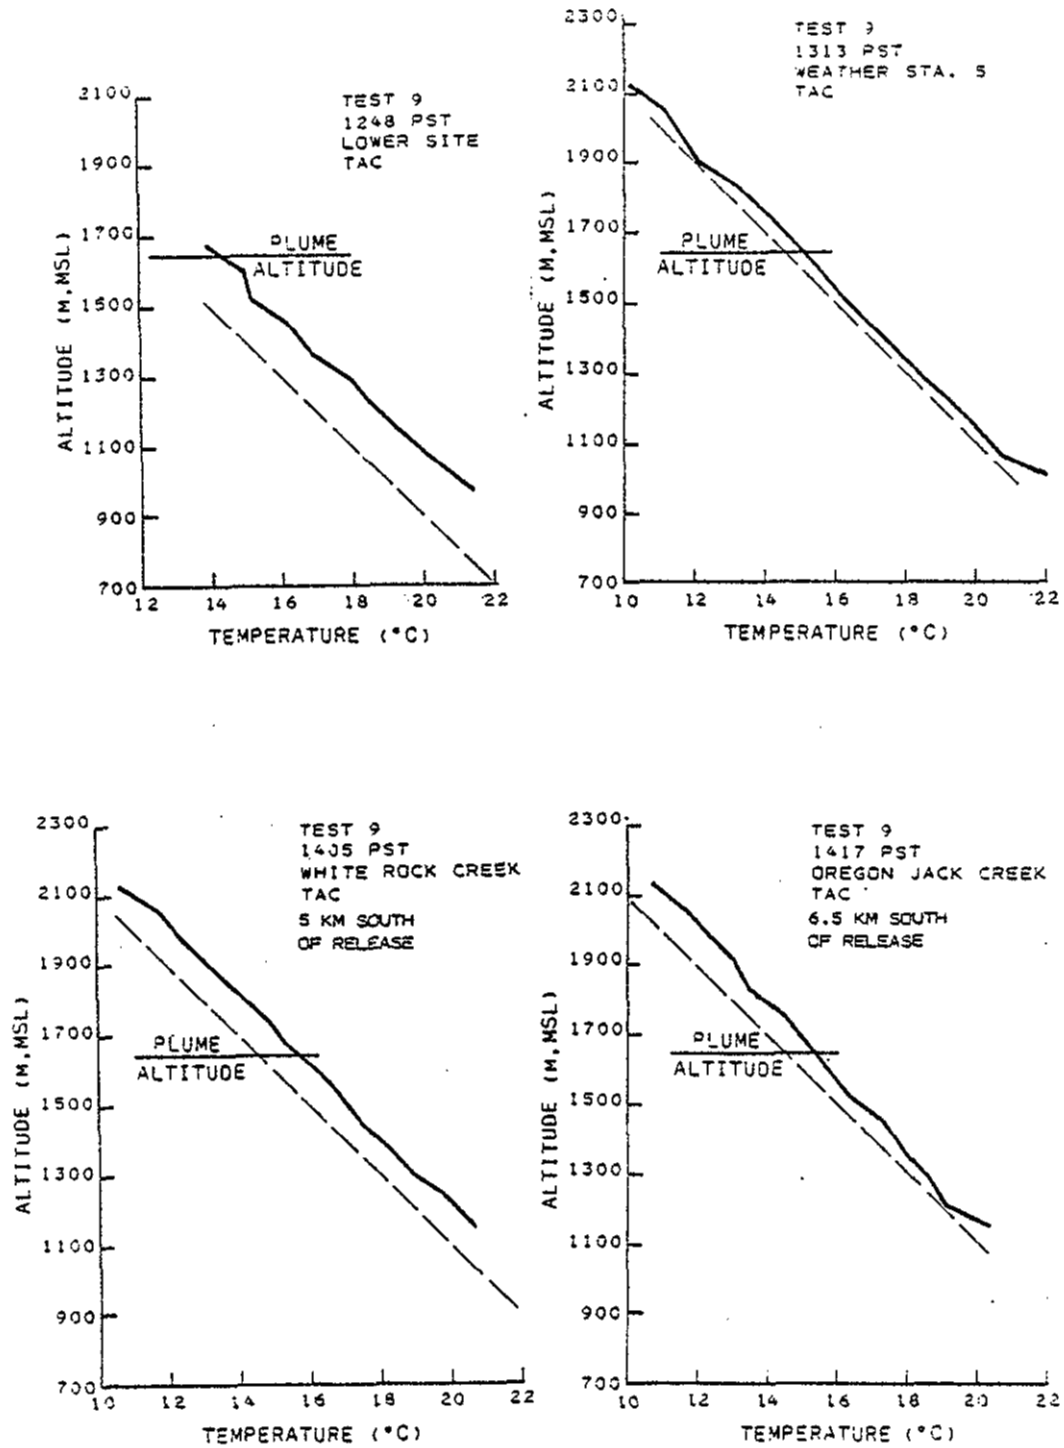 TEST 9
1248 PST
LOWER SITE
TAC
2100
1900
1700
1500
1300
1100
900
700
PLUME
ALTITUDE
ALTITUDE (M,MSL)
12 14 16 18 20 22
TEMPERATURE (°C)
TEST 9
1313 PST
WEATHER STA. 5
TAC
2300
2100
1900
1700
1500
1300
1100
900
700
PLUME
ALTITUDE
ALTITUDE (M,MSL)
10 12 14 16 18 20 22
TEMPERATURE (°C)
TEST 9
1405 PST
WHITE ROCK CREEK
TAC
5 KM SOUTH
OF RELEASE
2300
2100
1900
1700
1500
1300
1100
900
700
PLUME
ALTITUDE
ALTITUDE (M,MSL)
10 12 14 16 18 20 22
TEMPERATURE (°C)
TEST 9
1417 PST
OREGON JACK CREEK
TAC
6.5 KM SOUTH
OF RELEASE
2300
2100
1900
1700
1500
1300
1100
900
700
PLUME
ALTITUDE
ALTITUDE (M,MSL)
10 12 14 16 18 20 22
TEMPERATURE (°C)